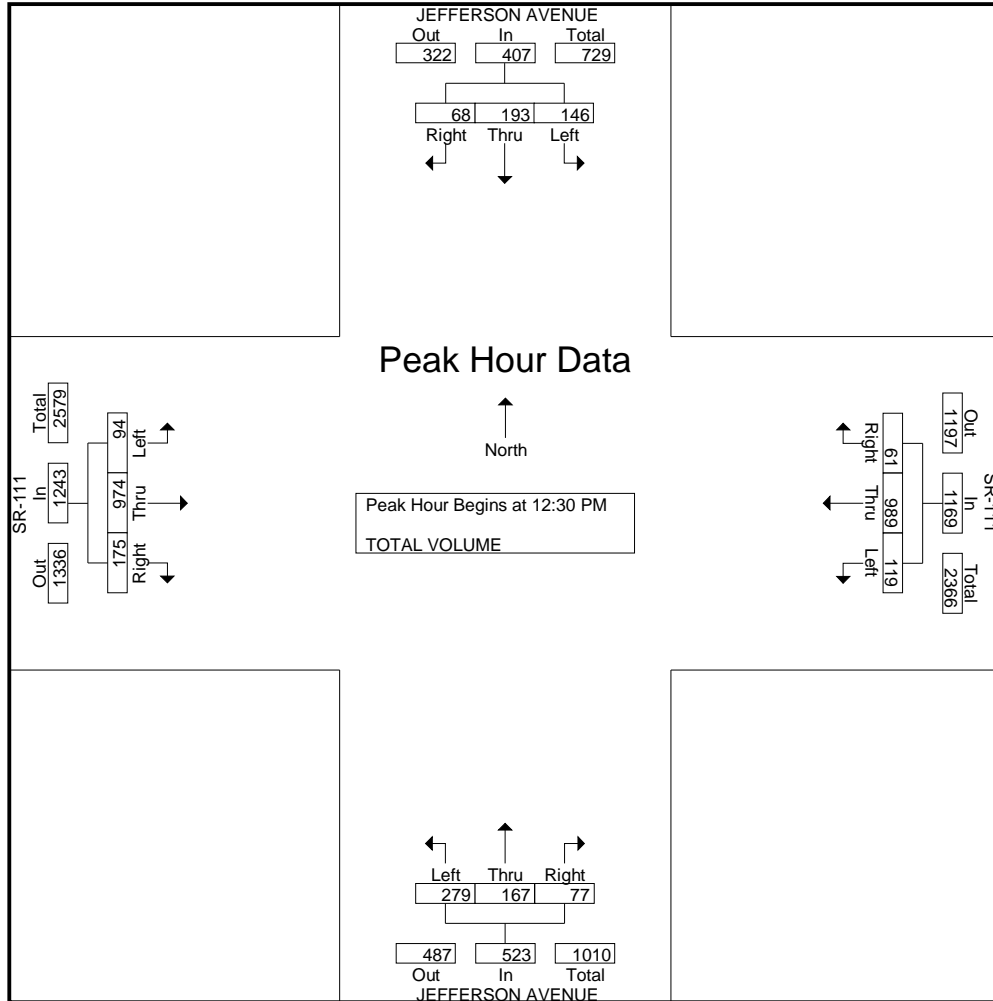 JEFFERSON AVENUE
Out In Total
322 407 729
68 193 146
Right Thru Left
Peak Hour Data
North
Peak Hour Begins at 12:30 PM
TOTAL VOLUME
SR-111
Total In Out
2579 1243 1336
94 974 175
Left Thru Right
Right Thru Left
61 989 119
Out In Total
1197 1169 2366
SR-111
Left Thru Right
279 167 77
487 523 1010
Out In Total
JEFFERSON AVENUE